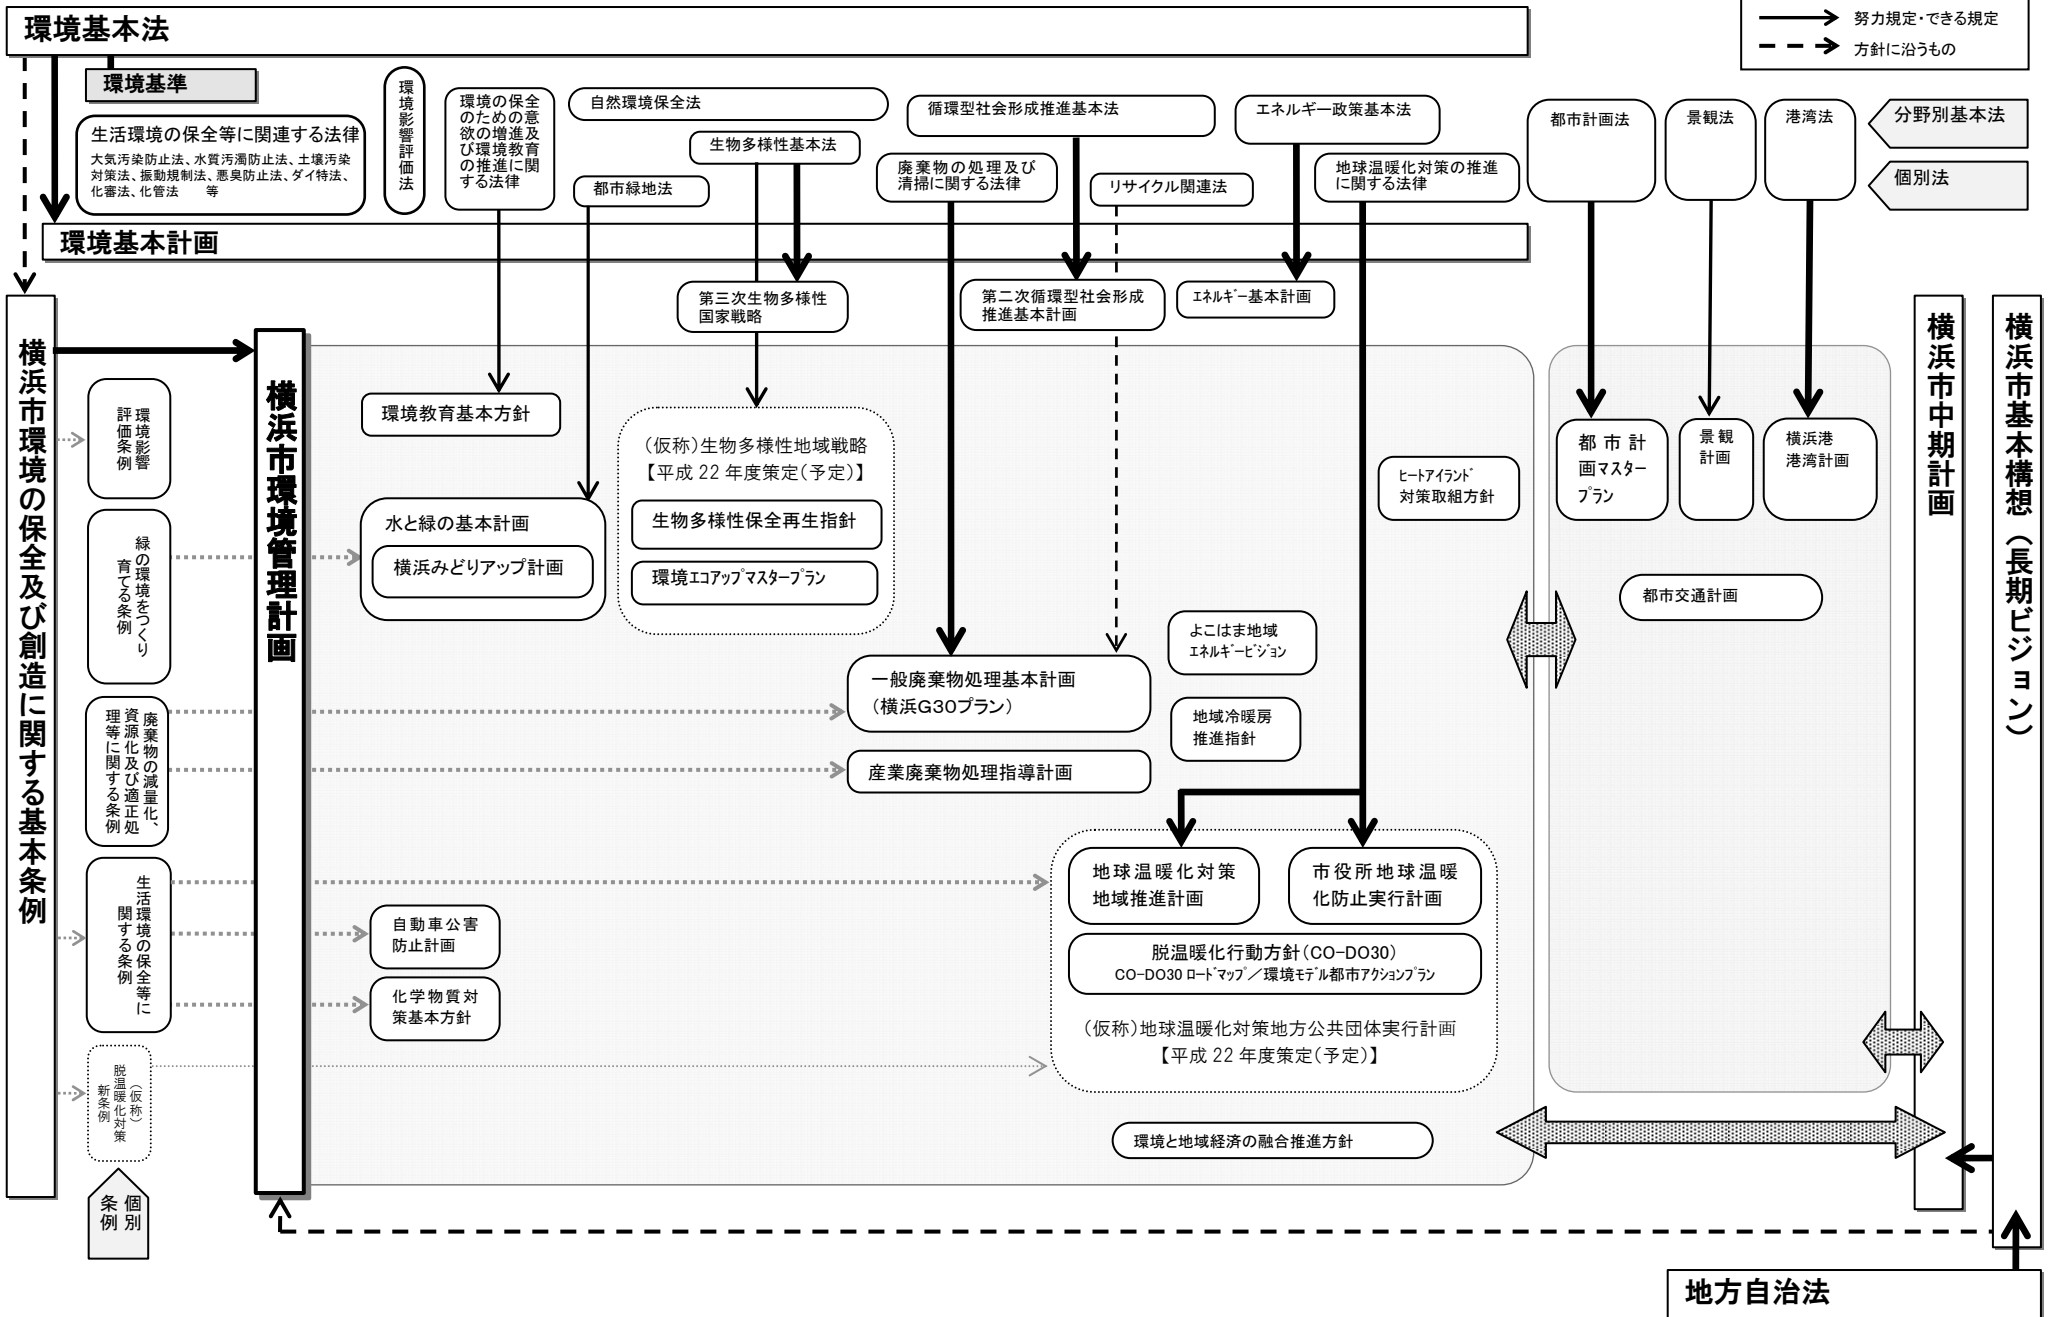 環境基本法
努力規定・できる規定
方針に沿うもの
環境基準
生活環境の保全等に関連する法律
大気汚染防止法、水質汚濁防止法、土壌汚染
対策法、振動規制法、悪臭防止法、ダイ特法、
化審法、化管法　等
環境影響評価法
環境の保全
のための意
欲の増進及
び環境教育
の推進に関
する法律
自然環境保全法
生物多様性基本法
都市緑地法
循環型社会形成推進基本法
廃棄物の処理及び
清掃に関する法律
リサイクル関連法
エネルギー政策基本法
地球温暖化対策の推進
に関する法律
都市計画法
景観法
港湾法
分野別基本法
個別法
環境基本計画
第三次生物多様性
国家戦略
第二次循環型社会形成
推進基本計画
ｴﾈﾙｷﾞｰ基本計画
横浜市環境の保全及び創造に関する基本条例
環境影響
評価条例
緑の環境をつくり
育てる条例
廃棄物の減量化、
資源化及び適正処
理等に関する条例
生活環境の保全等に
関する条例
（仮称）
脱温暖化対策
新条例
個別
条例
横浜市環境管理計画
環境教育基本方針
水と緑の基本計画
横浜みどりアップ計画
（仮称）生物多様性地域戦略
【平成 22 年度策定（予定）】
生物多様性保全再生指針
環境ｴｺｱｯﾌﾟﾏｽﾀｰﾌﾟﾗﾝ
ﾋｰﾄｱｲﾗﾝﾄﾞ
対策取組方針
よこはま地域
ｴﾈﾙｷﾞｰﾋﾞｼﾞｮﾝ
一般廃棄物処理基本計画
（横浜G30プラン）
地域冷暖房
推進指針
産業廃棄物処理指導計画
地球温暖化対策
地域推進計画
市役所地球温暖
化防止実行計画
脱温暖化行動方針（CO-DO30）
CO-DO30 ﾛｰﾄﾞﾏｯﾌﾟ／環境ﾓﾃﾞﾙ都市ｱｸｼｮﾝﾌﾟﾗﾝ
（仮称）地球温暖化対策地方公共団体実行計画
【平成 22 年度策定（予定）】
自動車公害
防止計画
化学物質対
策基本方針
環境と地域経済の融合推進方針
都市計
画マスター
ﾌﾟﾗﾝ
景観
計画
横浜港
港湾計画
都市交通計画
横浜市中期計画
横浜市基本構想（長期ビジョン）
地方自治法